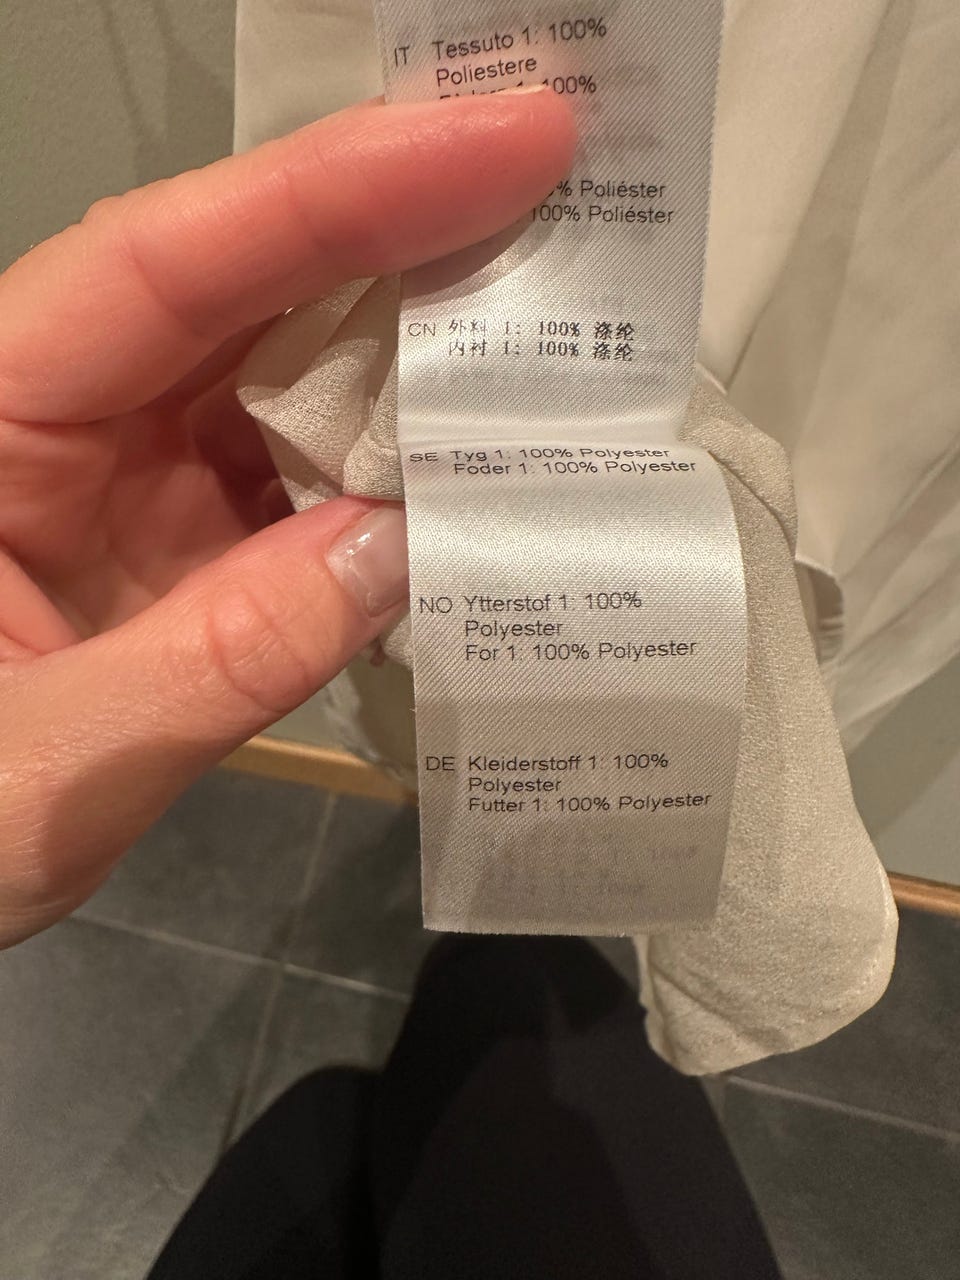 IT Tessuto 1: 100%
Poliestere
100%
% Poliéster
100% Poliéster
CN 外料 1: 100% 涤纶
内衬 1: 100% 涤纶
SE Tyg 1: 100% Polyester
Foder 1: 100% Polyester
NO Ytterstof 1: 100%
Polyester
For 1: 100% Polyester
DE Kleiderstoff 1: 100%
Polyester
Futter 1: 100% Polyester